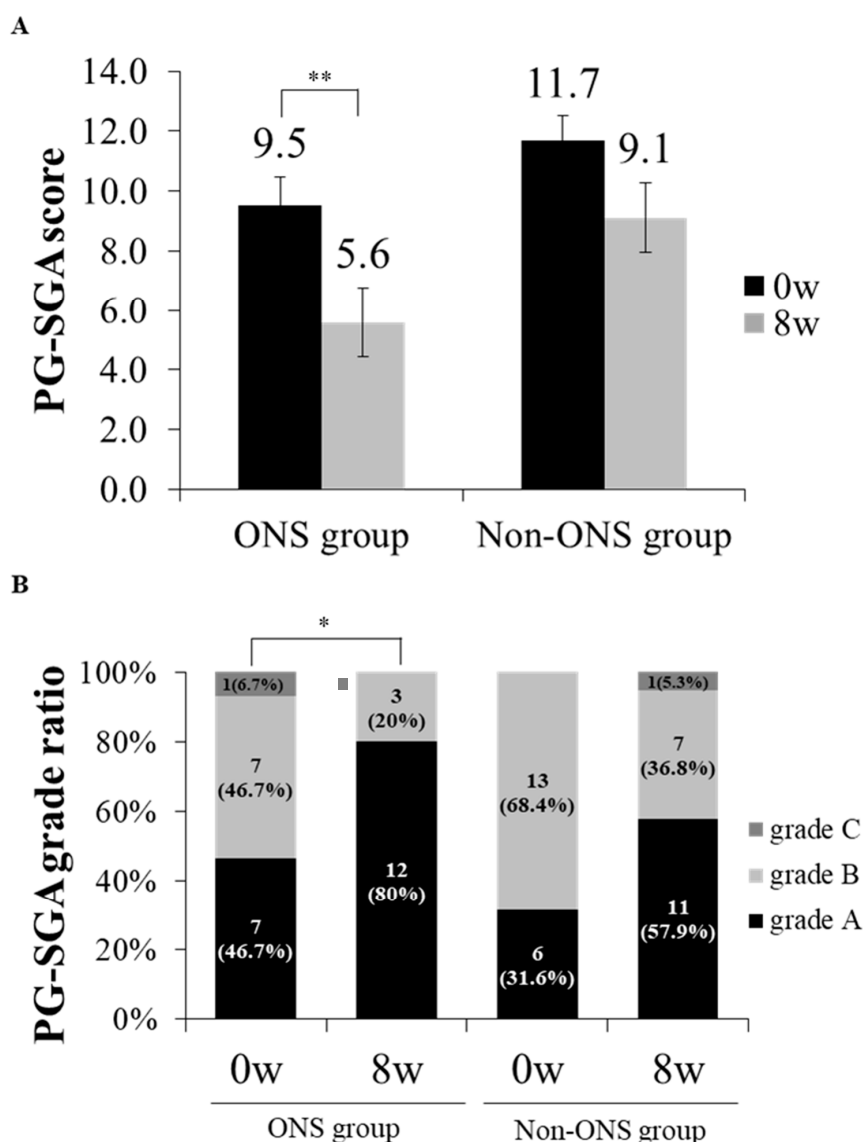 A
14.0
12.0
10.0
8.0
6.0
4.0
2.0
0.0
PG-SGA score
**
9.5
5.6
11.7
9.1
0w
8w
ONS group
Non-ONS group
B
*
100%
80%
60%
40%
20%
0%
PG-SGA grade ratio
1(6.7%)
7
(46.7%)
7
(46.7%)
3
(20%)
12
(80%)
13
(68.4%)
6
(31.6%)
1(5.3%)
7
(36.8%)
11
(57.9%)
grade C
grade B
grade A
0w
8w
0w
8w
ONS group
Non-ONS group